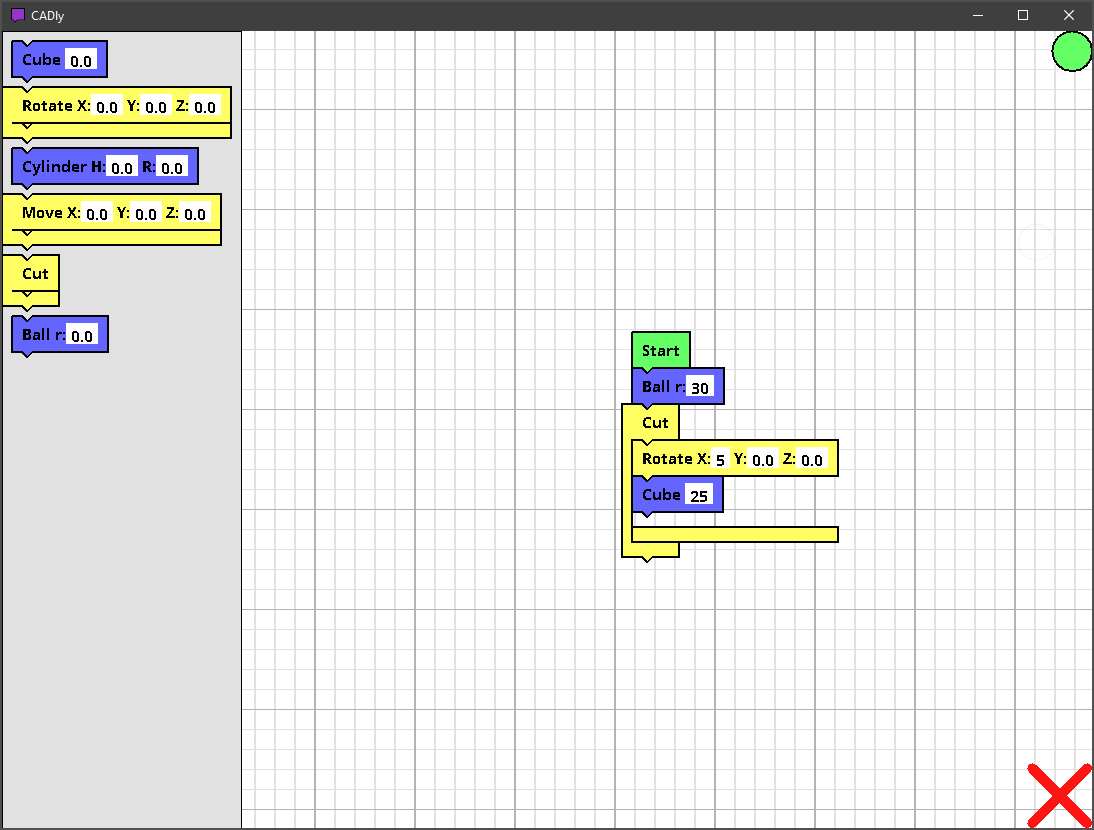 CADly
Cube 0.0
Rotate X: 0.0 Y: 0.0 Z: 0.0
Cylinder H: 0.0 R: 0.0
Move X: 0.0 Y: 0.0 Z: 0.0
Cut
Ball r: 0.0
Start
Ball r: 30
Cut
Rotate X: 5 Y: 0.0 Z: 0.0
Cube 25